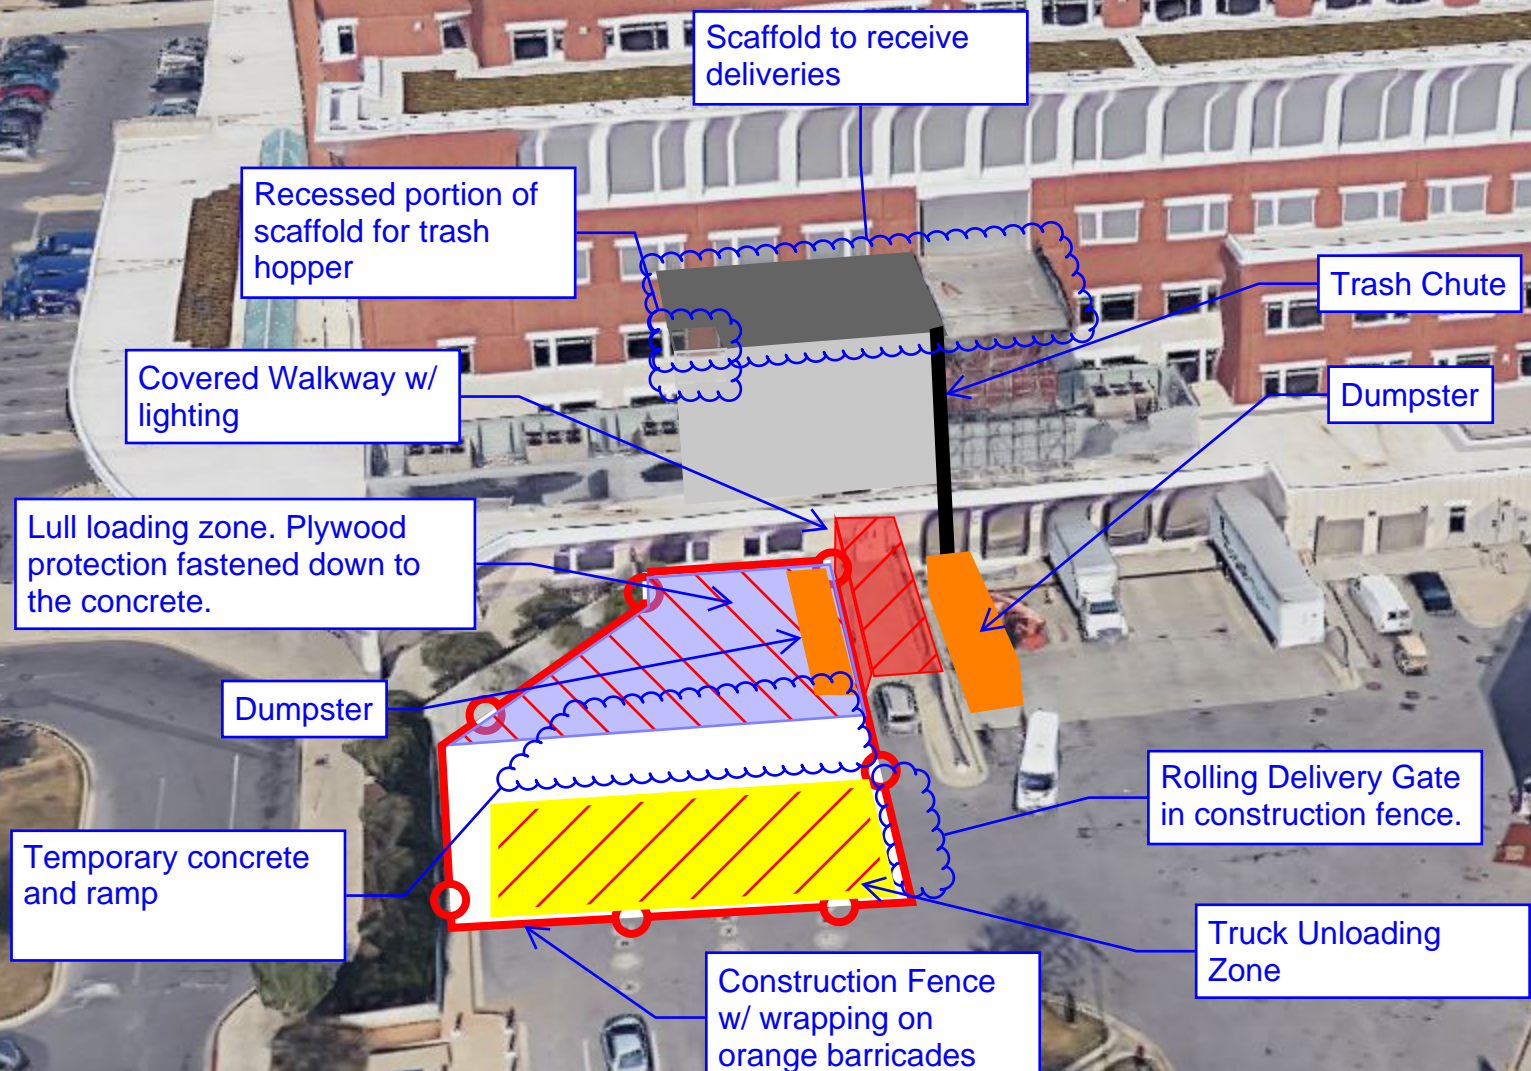 Scaffold to receive
deliveries
Recessed portion of
scaffold for trash
hopper
Trash Chute
Covered Walkway w/
lighting
Dumpster
Lull loading zone. Plywood
protection fastened down to
the concrete.
Dumpster
Rolling Delivery Gate
in construction fence.
Temporary concrete
and ramp
Truck Unloading
Zone
Construction Fence
w/ wrapping on
orange barricades